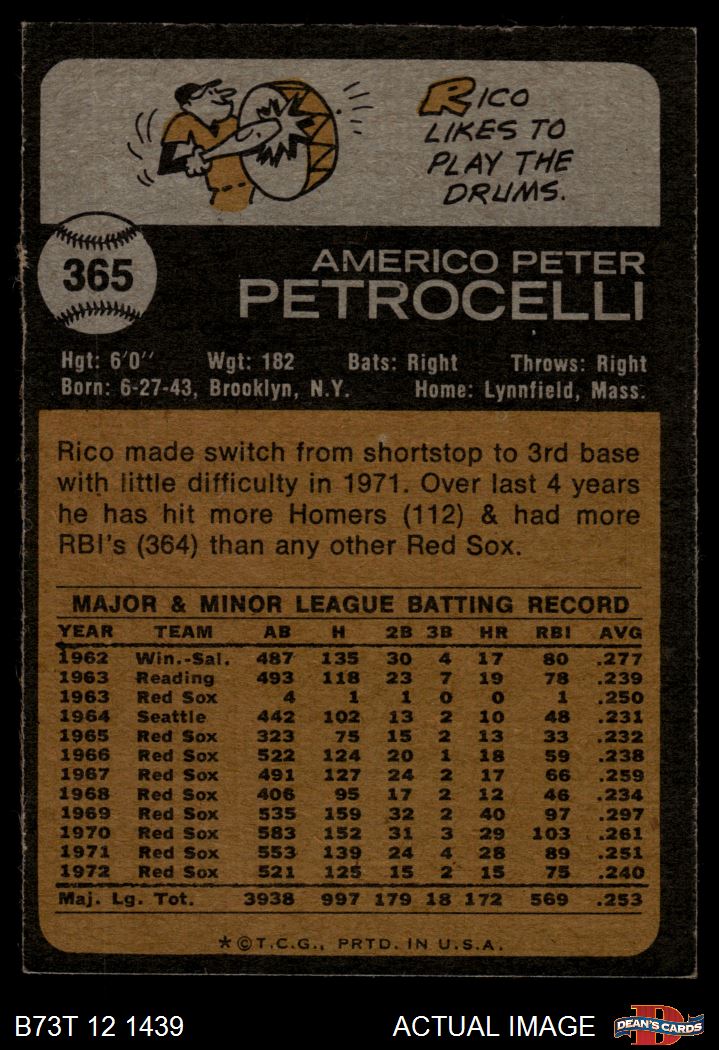 RICO
LIKES TO
PLAY THE
DRUMS.
365
AMERICO PETER
PETROCELLI
Hgt: 6'0" Wgt: 182 Bats: Right Throws: Right
Born: 6-27-43, Brooklyn, N.Y. Home: Lynnfield, Mass.
Rico made switch from shortstop to 3rd base
with little difficulty in 1971. Over last 4 years
he has hit more Homers (112) & had more
RBI's (364) than any other Red Sox.
MAJOR & MINOR LEAGUE BATTING RECORD
YEAR TEAM AB H 2B 3B HR RBI AVG
1962 Win.-Sal. 487 135 30 4 17 80 .277
1963 Reading 493 118 23 7 19 78 .239
1963 Red Sox 4 1 1 0 0 1 .250
1964 Seattle 442 102 13 2 10 48 .231
1965 Red Sox 323 75 15 2 13 33 .232
1966 Red Sox 522 124 20 1 18 59 .238
1967 Red Sox 491 127 24 2 17 66 .259
1968 Red Sox 406 95 17 2 12 46 .234
1969 Red Sox 535 159 32 2 40 97 .297
1970 Red Sox 583 152 31 3 29 103 .261
1971 Red Sox 553 139 24 4 28 89 .251
1972 Red Sox 521 125 15 2 15 75 .240
Maj. Lg. Tot. 3938 997 179 18 172 569 .253
*©T.C.G., PRTD. IN U.S.A.
B73T 12 1439 ACTUAL IMAGE D DEAN'S CARDS